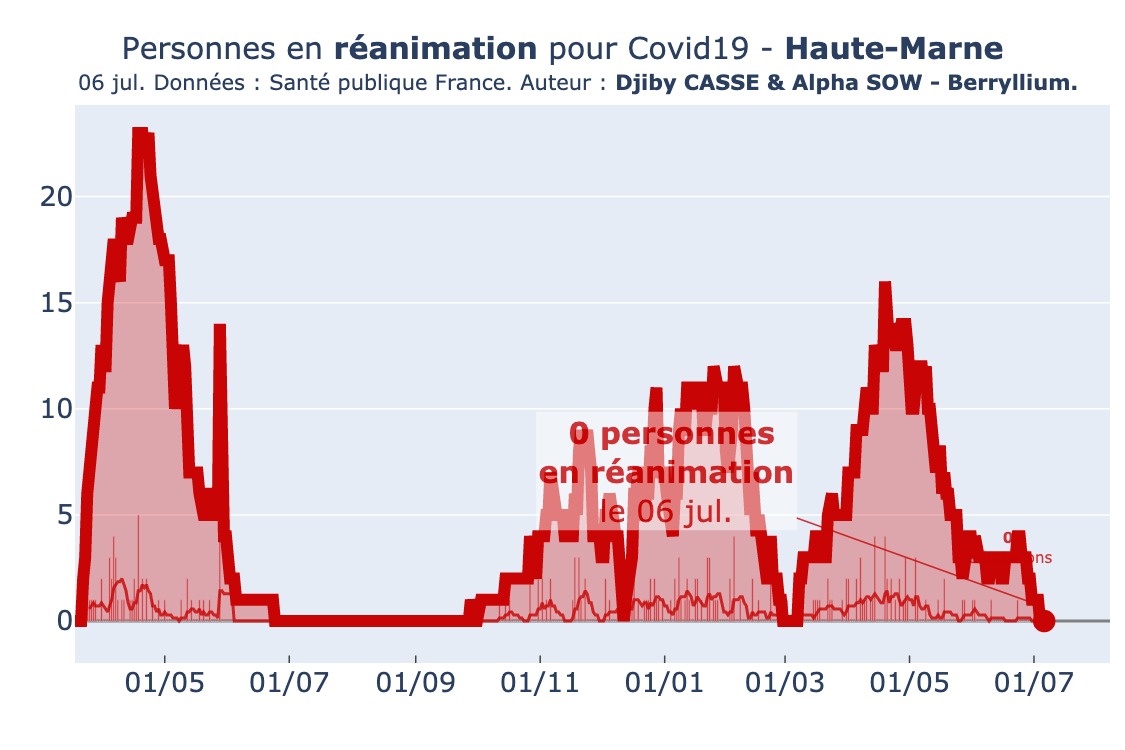 Personnes en réanimation pour Covid19 - Haute-Marne
06 jul. Données : Santé publique France. Auteur : Djiby CASSE & Alpha SOW - Berryllium.
20
15
10
5
0
0 personnes
en réanimation
le 06 jul.
0
01/05
01/07
01/09
01/11
01/01
01/03
01/05
01/07